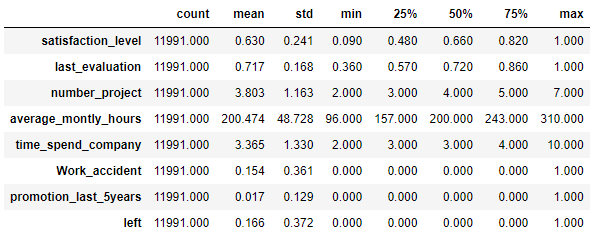 count mean std min 25% 50% 75% max
satisfaction_level 11991.000 0.630 0.241 0.090 0.480 0.660 0.820 1.000
last_evaluation 11991.000 0.717 0.168 0.360 0.570 0.720 0.860 1.000
number_project 11991.000 3.803 1.163 2.000 3.000 4.000 5.000 7.000
average_montly_hours 11991.000 200.474 48.728 96.000 157.000 200.000 243.000 310.000
time_spend_company 11991.000 3.365 1.330 2.000 3.000 3.000 4.000 10.000
Work_accident 11991.000 0.154 0.361 0.000 0.000 0.000 0.000 1.000
promotion_last_5years 11991.000 0.017 0.129 0.000 0.000 0.000 0.000 1.000
left 11991.000 0.166 0.372 0.000 0.000 0.000 0.000 1.000